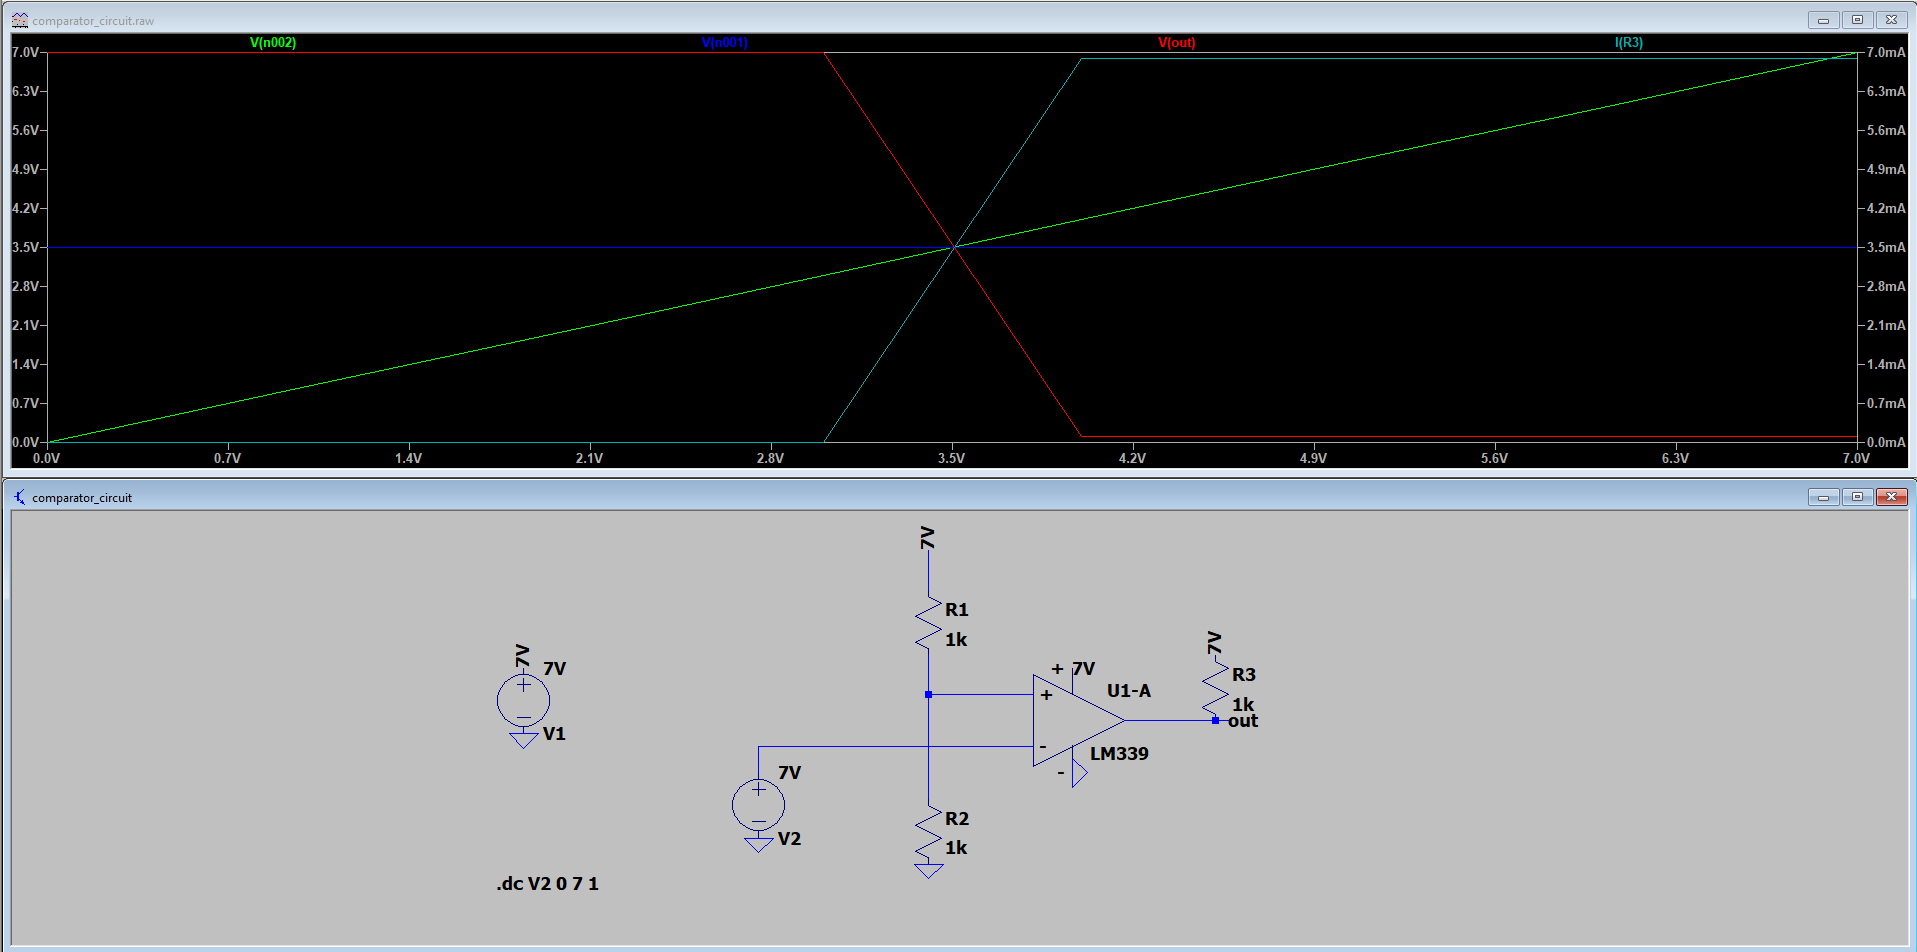 comparator_circuit.raw
V(n002) V(n001) V(out) I(R3)
7.0V 7.0mA
6.3V 6.3mA
5.6V 5.6mA
4.9V 4.9mA
4.2V 4.2mA
3.5V 3.5mA
2.8V 2.8mA
2.1V 2.1mA
1.4V 1.4mA
0.7V 0.7mA
0.0V 0.0mA
0.0V 0.7V 1.4V 2.1V 2.8V 3.5V 4.2V 4.9V 5.6V 6.3V 7.0V
comparator_circuit
7V
R1
1k
7V
7V
V1
+ 7V
+
U1-A
-
LM339
-
7V
R3
1k
out
7V
V2
R2
1k
.dc V2 0 7 1